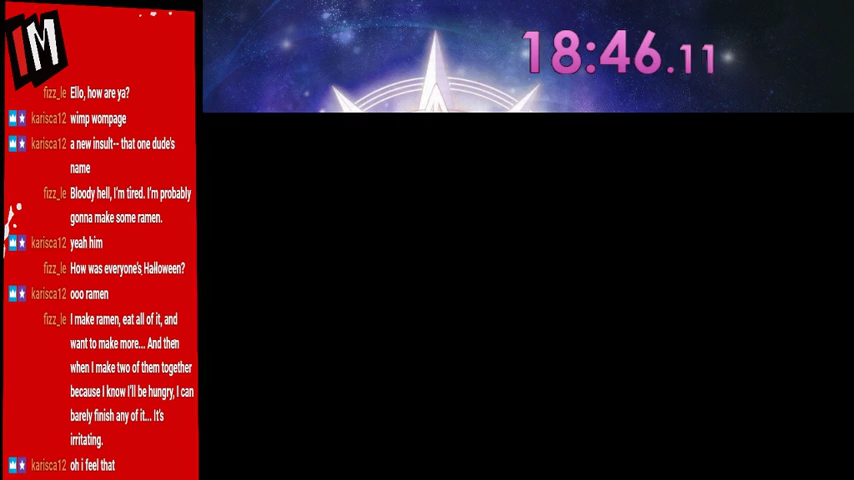 IM
18:46.11
fizz_le Ello, how are ya?
karisca12 wimp wompage
karisca12 a new insult-- that one dude's
name
fizz_le Bloody hell, I'm tired. I'm probably
gonna make some ramen.
karisca12 yeah him
fizz_le How was everyone's Halloween?
karisca12 ooo ramen
fizz_le I make ramen, eat all of it, and
want to make more... And then
when I make two of them together
because I know I'll be hungry, I can
barely finish any of it... It's
irritating.
karisca12 oh i feel that